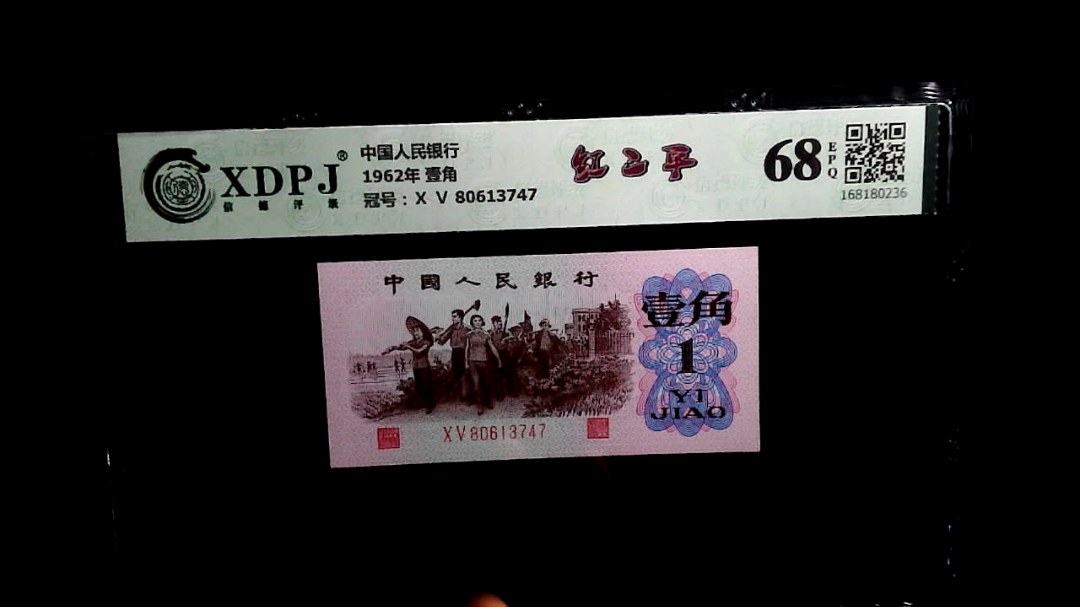 XDPJ®
信德评级
中国人民银行
1962年 壹角
冠号：X V 80613747
红二平
68
EPQ
168180236
中國人民銀行
壹角
1
YI
JIAO
XV80613747